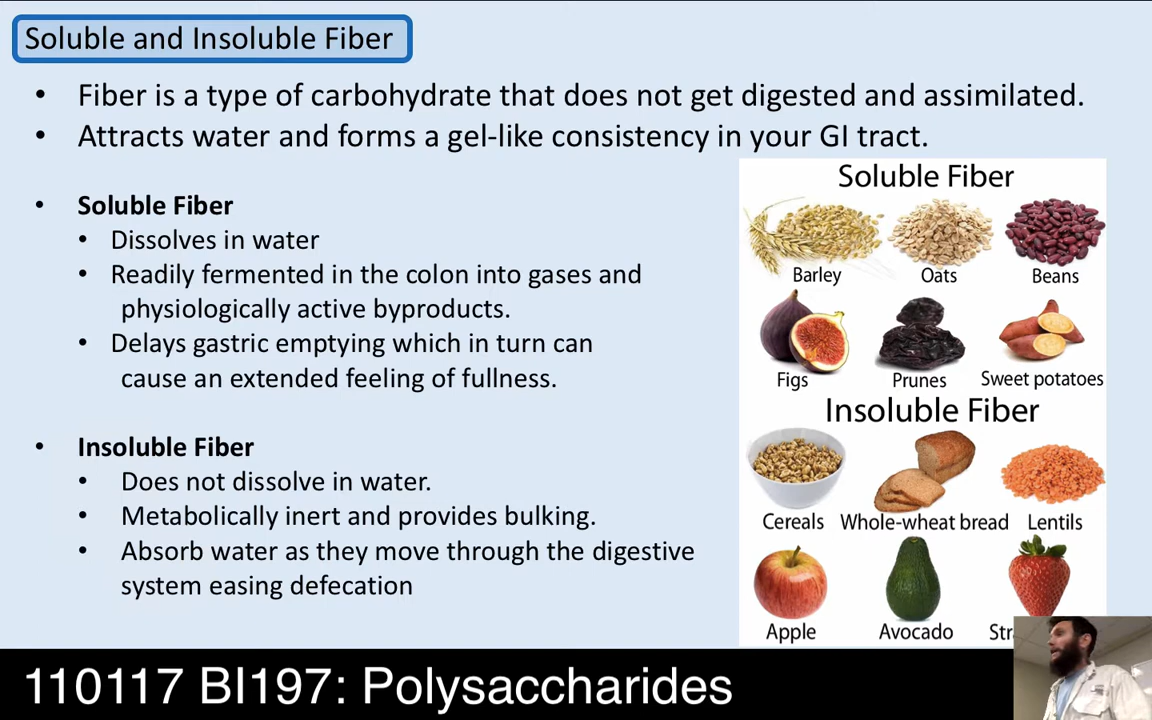 Soluble and Insoluble Fiber
• Fiber is a type of carbohydrate that does not get digested and assimilated.
• Attracts water and forms a gel-like consistency in your GI tract.
• Soluble Fiber
• Dissolves in water
• Readily fermented in the colon into gases and
physiologically active byproducts.
• Delays gastric emptying which in turn can
cause an extended feeling of fullness.
• Insoluble Fiber
• Does not dissolve in water.
• Metabolically inert and provides bulking.
• Absorb water as they move through the digestive
system easing defecation
Soluble Fiber
Barley Oats Beans
Figs Prunes Sweet potatoes
Insoluble Fiber
Cereals Whole-wheat bread Lentils
Apple Avocado
110117 BI197: Polysaccharides